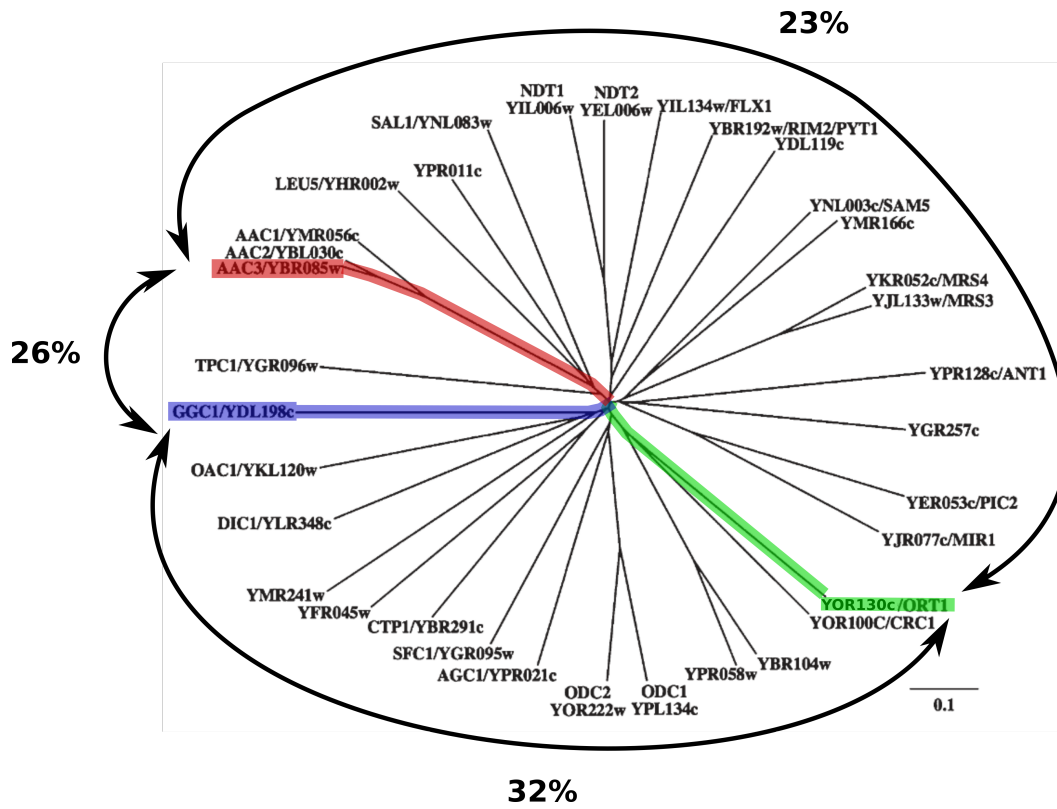 23%
NDT1
YIL006w
NDT2
YEL006w
YIL134w/FLX1
SAL1/YNL083w
YBR192w/RIM2/PYT1
YDL119c
YPR011c
LEU5/YHR002w
YNL003c/SAM5
YMR166c
AAC1/YMR056c
AAC2/YBL030c
AAC3/YBR085w
YKR052c/MRS4
YJL133w/MRS3
26%
TPC1/YGR096w
YPR128c/ANT1
GGC1/YDL198c
YGR257c
OAC1/YKL120w
YER053c/PIC2
DIC1/YLR348c
YJR077c/MIR1
YMR241w
YFR045w
YOR130c/ORT1
YOR100C/CRC1
CTP1/YBR291c
SFC1/YGR095w
AGC1/YPR021c
YBR104w
YPR058w
ODC2
YOR222w
ODC1
YPL134c
0.1
32%